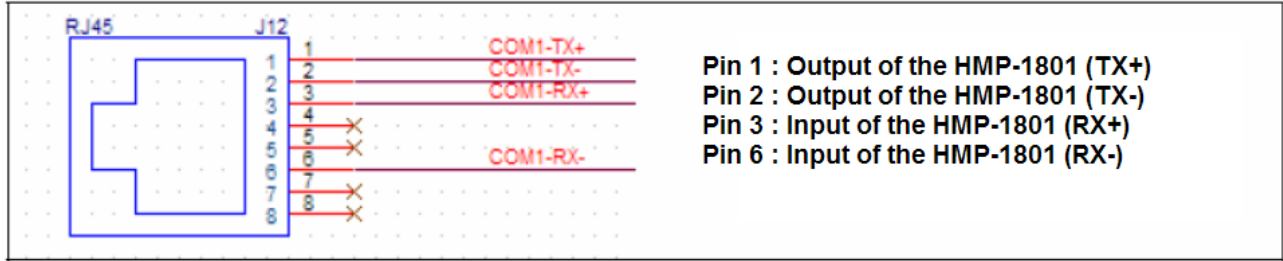 RJ45 J12
1 1 COM1-TX+
2 2 COM1-TX-
3 3 COM1-RX+
4 4
5 5
6 6 COM1-RX-
7 7
8 8
Pin 1 : Output of the HMP-1801 (TX+)
Pin 2 : Output of the HMP-1801 (TX-)
Pin 3 : Input of the HMP-1801 (RX+)
Pin 6 : Input of the HMP-1801 (RX-)